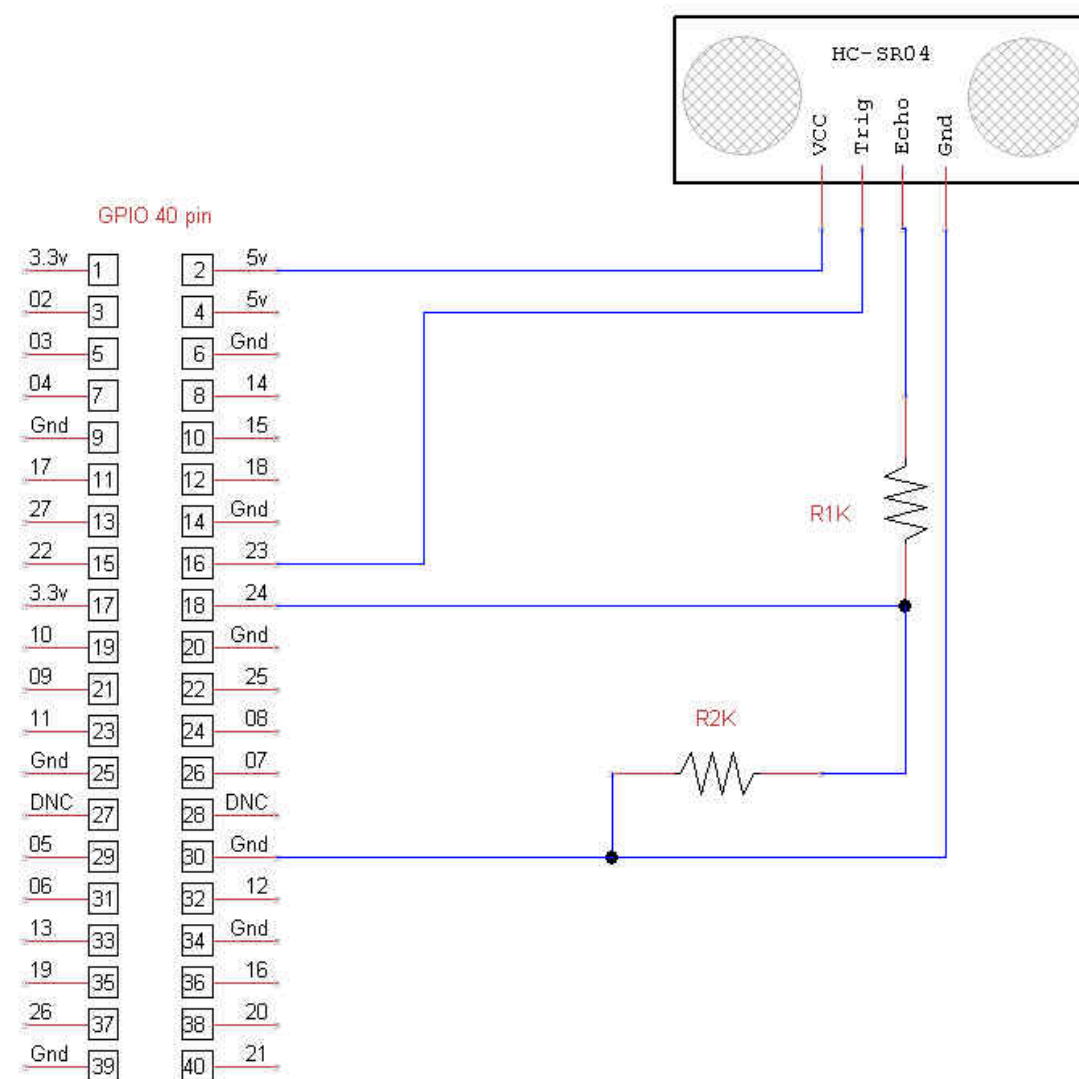 HC-SR04
VCC
Trig
Echo
Gnd
GPIO 40 pin
3.3v 1 2 5v
02 3 4 5v
03 5 6 Gnd
04 7 8 14
Gnd 9 10 15
17 11 12 18
27 13 14 Gnd
22 15 16 23
3.3v 17 18 24
10 19 20 Gnd
09 21 22 25
11 23 24 08
Gnd 25 26 07
DNC 27 28 DNC
05 29 30 Gnd
06 31 32 12
13 33 34 Gnd
19 35 36 16
26 37 38 20
Gnd 39 40 21
R1K
R2K